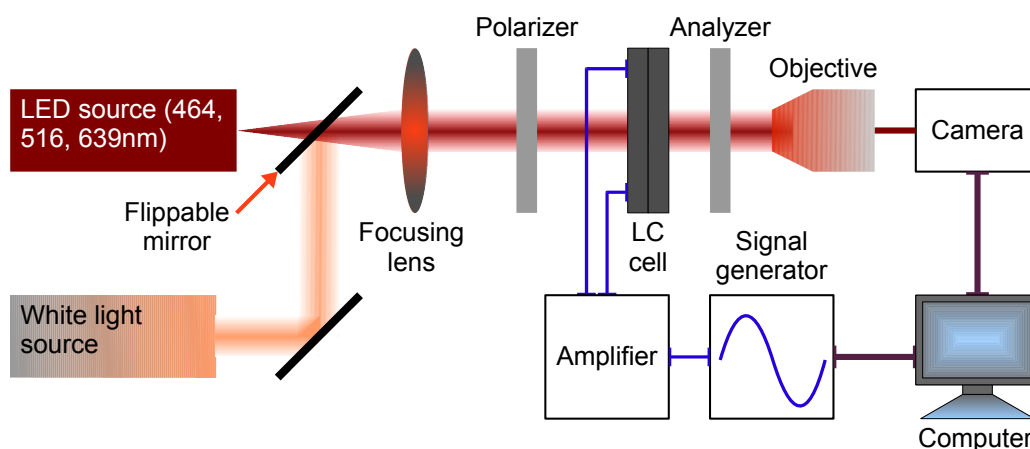 Polarizer
Analyzer
Objective
LED source (464,
516, 639nm)
Camera
Flippable
mirror
Focusing
lens
LC
cell
Signal
generator
White light
source
Amplifier
Computer